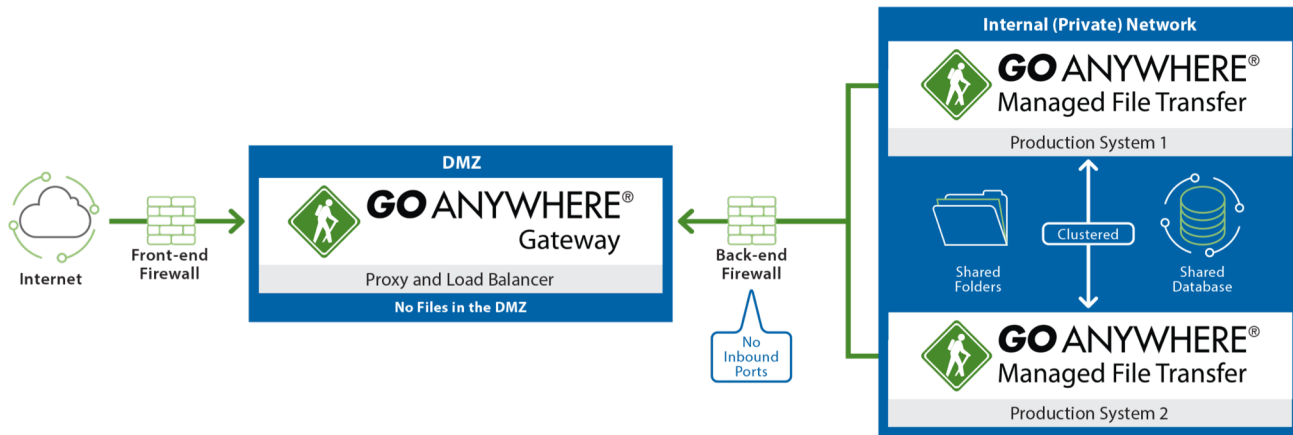 Internet
Front-end
Firewall
DMZ
GO ANYWHERE®
Gateway
Proxy and Load Balancer
No Files in the DMZ
Back-end
Firewall
No
Inbound
Ports
Internal (Private) Network
GO ANYWHERE®
Managed File Transfer
Production System 1
Shared
Folders
Clustered
Shared
Database
GO ANYWHERE®
Managed File Transfer
Production System 2